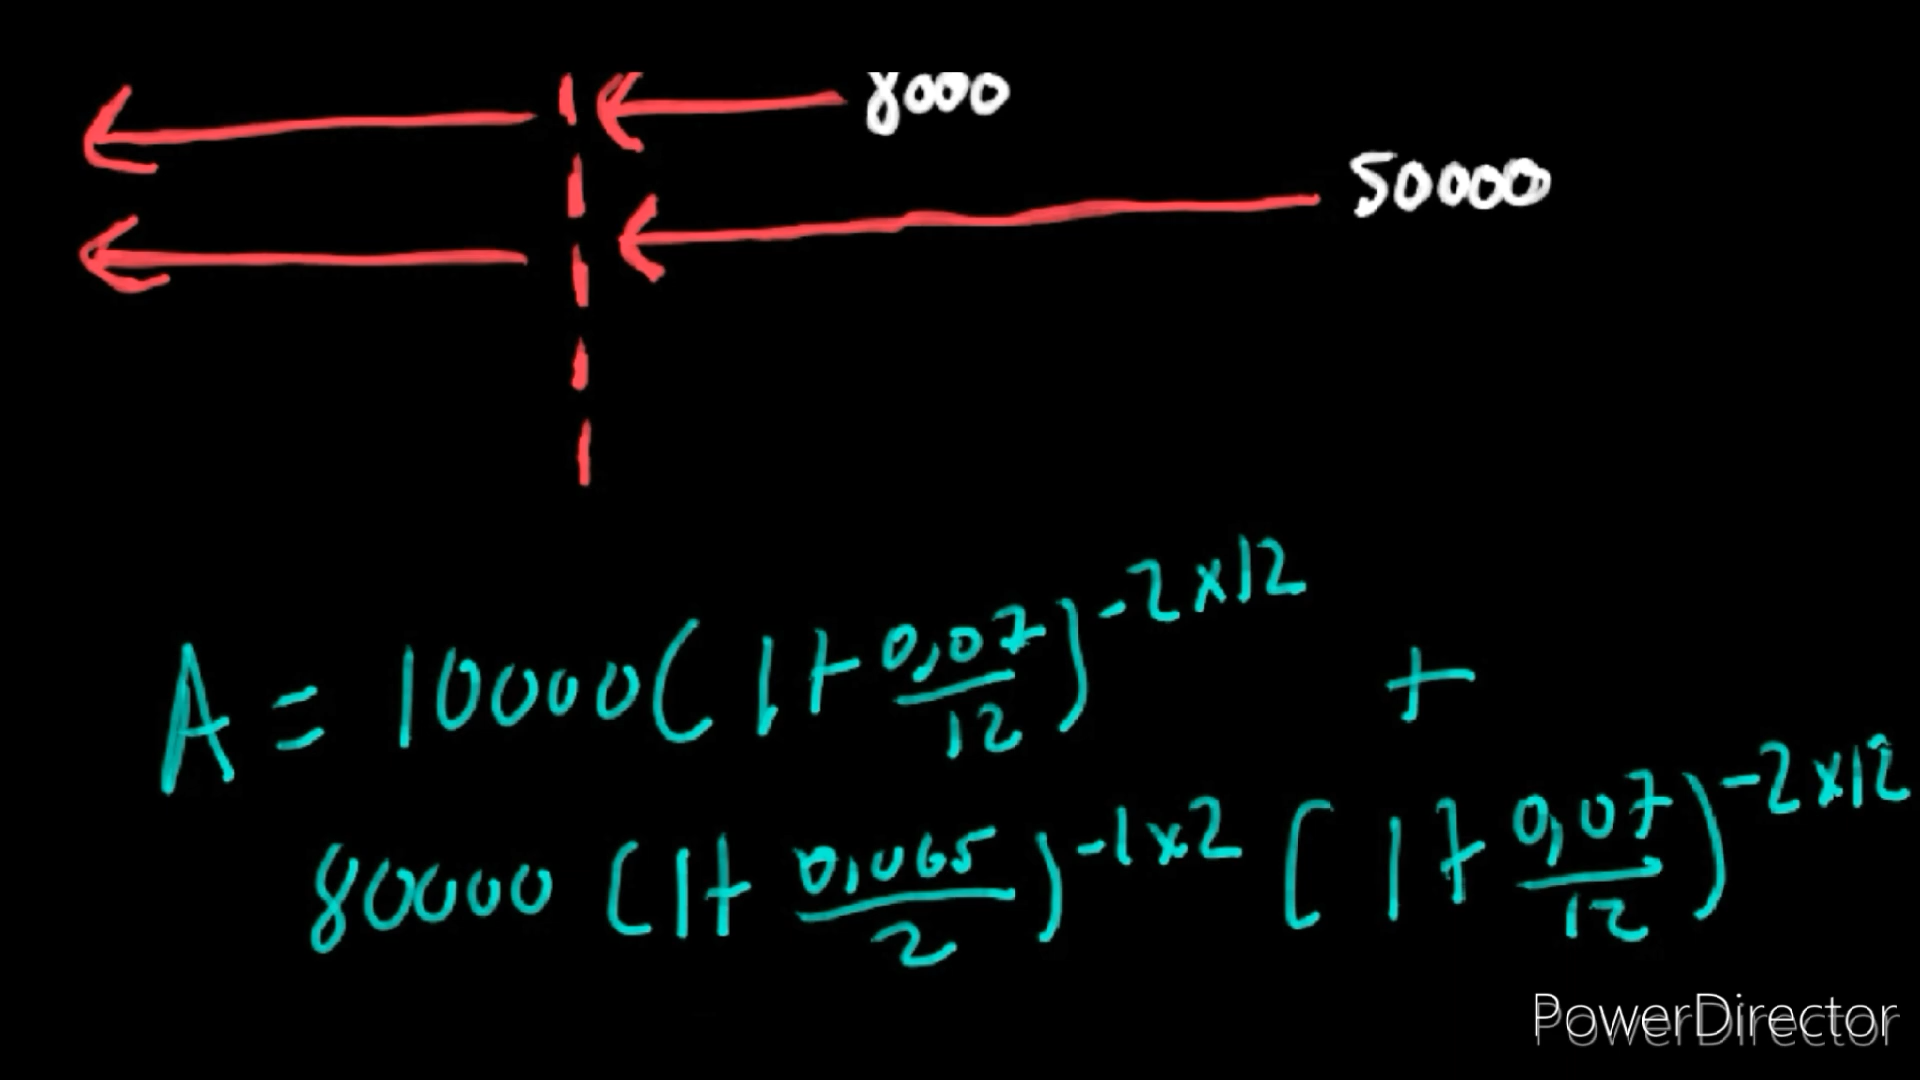 8000
50000
A = 10000(1+0,07/12)^-2x12 +
80000(1+0,065/2)^-1x2 (1+0,07/12)^-2x12
PowerDirector